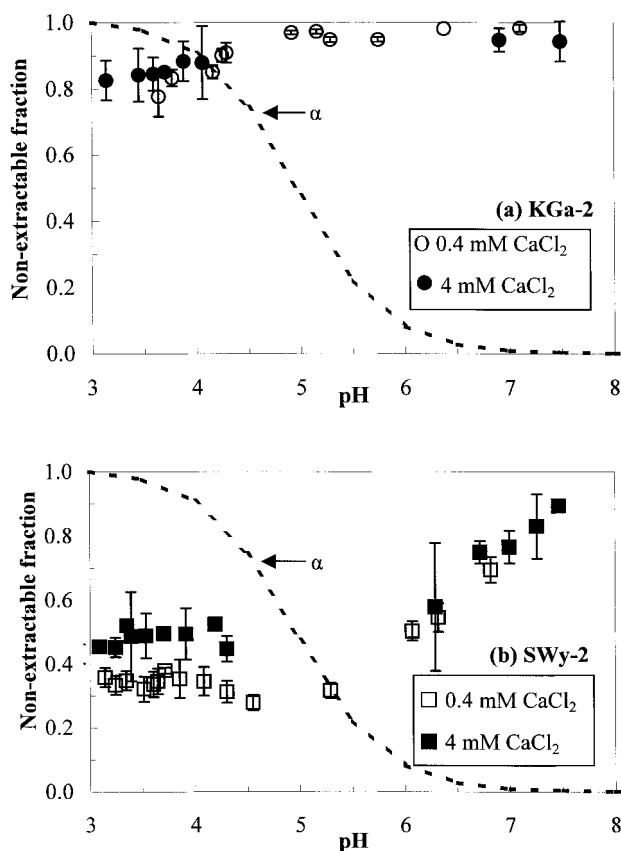 Non-extractable fraction
1.0
0.8
0.6
0.4
0.2
0.0
α
(a) KGa-2
0.4 mM CaCl₂
4 mM CaCl₂
3 4 5 6 7 8
pH
Non-extractable fraction
1.0
0.8
0.6
0.4
0.2
0.0
α
(b) SWy-2
0.4 mM CaCl₂
4 mM CaCl₂
3 4 5 6 7 8
pH